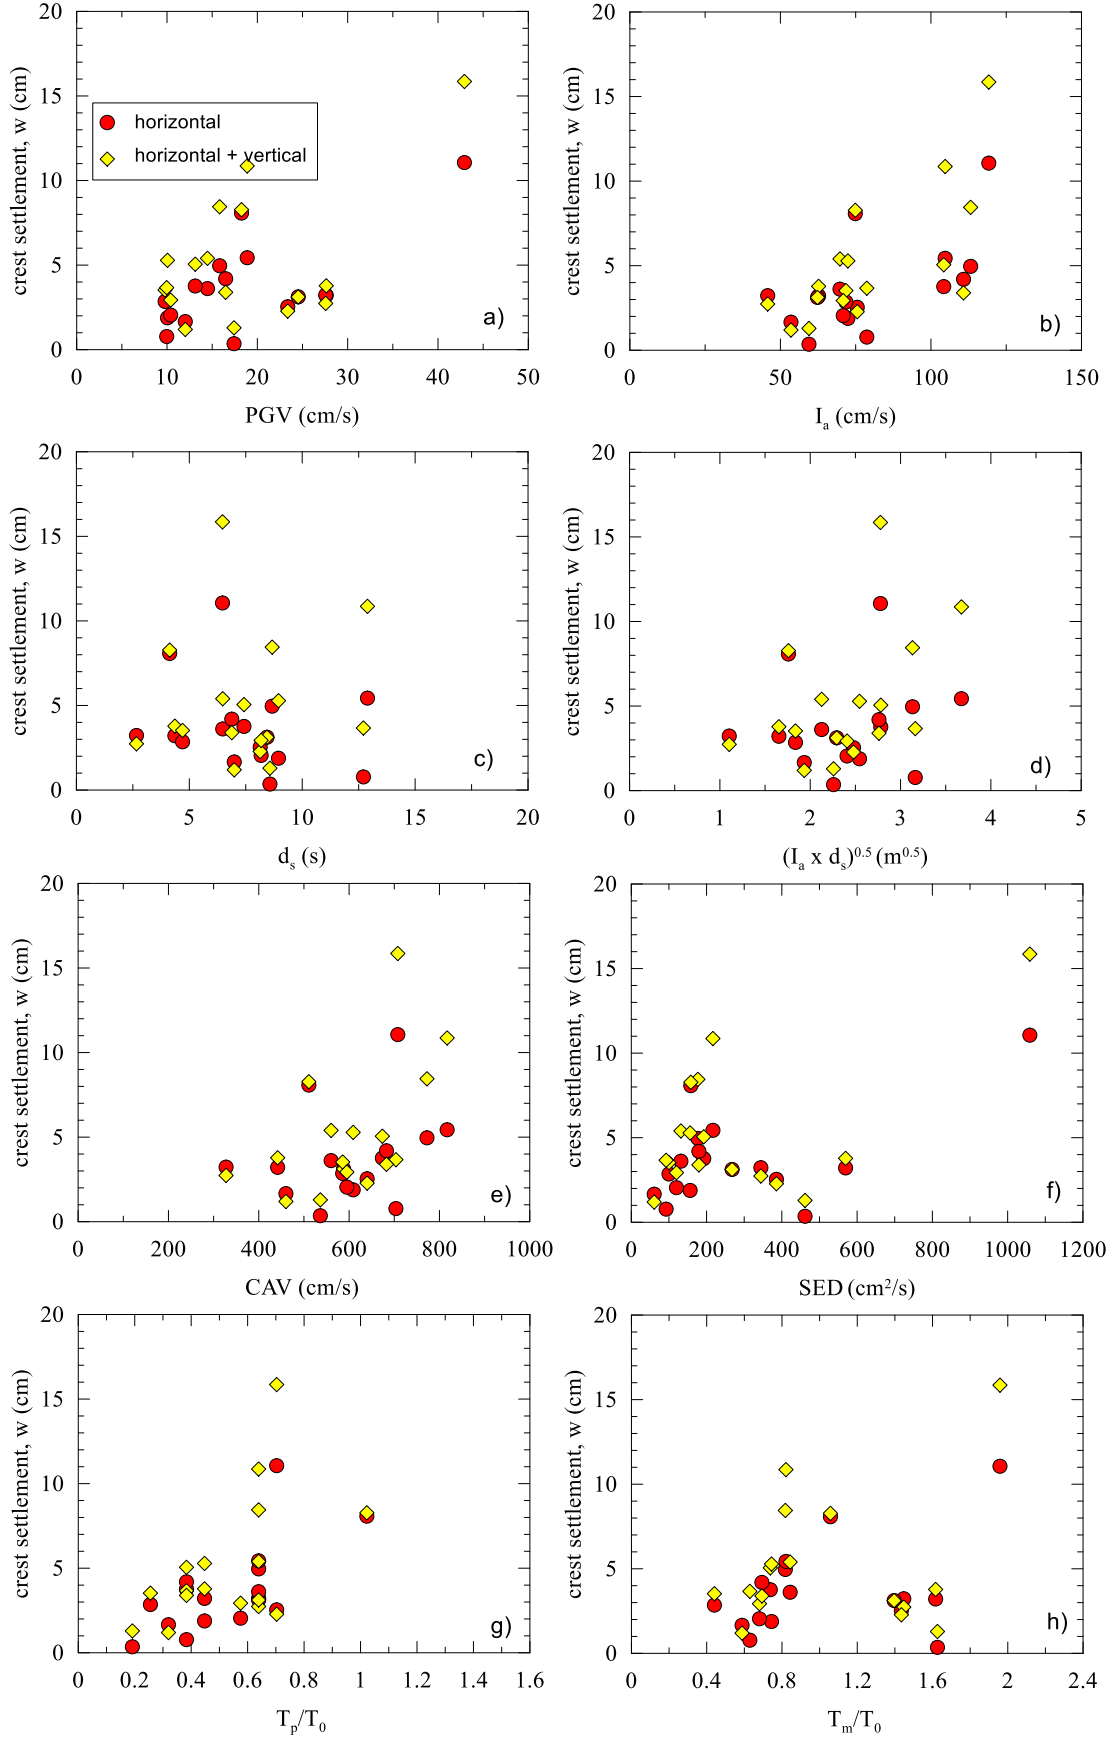 20
15
10
5
0
crest settlement, w (cm)
horizontal
horizontal + vertical
a)
0 10 20 30 40 50
PGV (cm/s)
20
15
10
5
0
crest settlement, w (cm)
b)
0 50 100 150
Ia (cm/s)
20
15
10
5
0
crest settlement, w (cm)
c)
0 5 10 15 20
ds (s)
20
15
10
5
0
crest settlement, w (cm)
d)
1 2 3 4 5
(Ia x ds)0.5 (m0.5)
20
15
10
5
0
crest settlement, w (cm)
e)
0 200 400 600 800 1000
CAV (cm/s)
20
15
10
5
0
crest settlement, w (cm)
f)
0 200 400 600 800 1000 1200
SED (cm2/s)
20
15
10
5
0
crest settlement, w (cm)
g)
0 0.2 0.4 0.6 0.8 1 1.2 1.4 1.6
Tp/T0
20
15
10
5
0
crest settlement, w (cm)
h)
0 0.4 0.8 1.2 1.6 2 2.4
Tm/T0